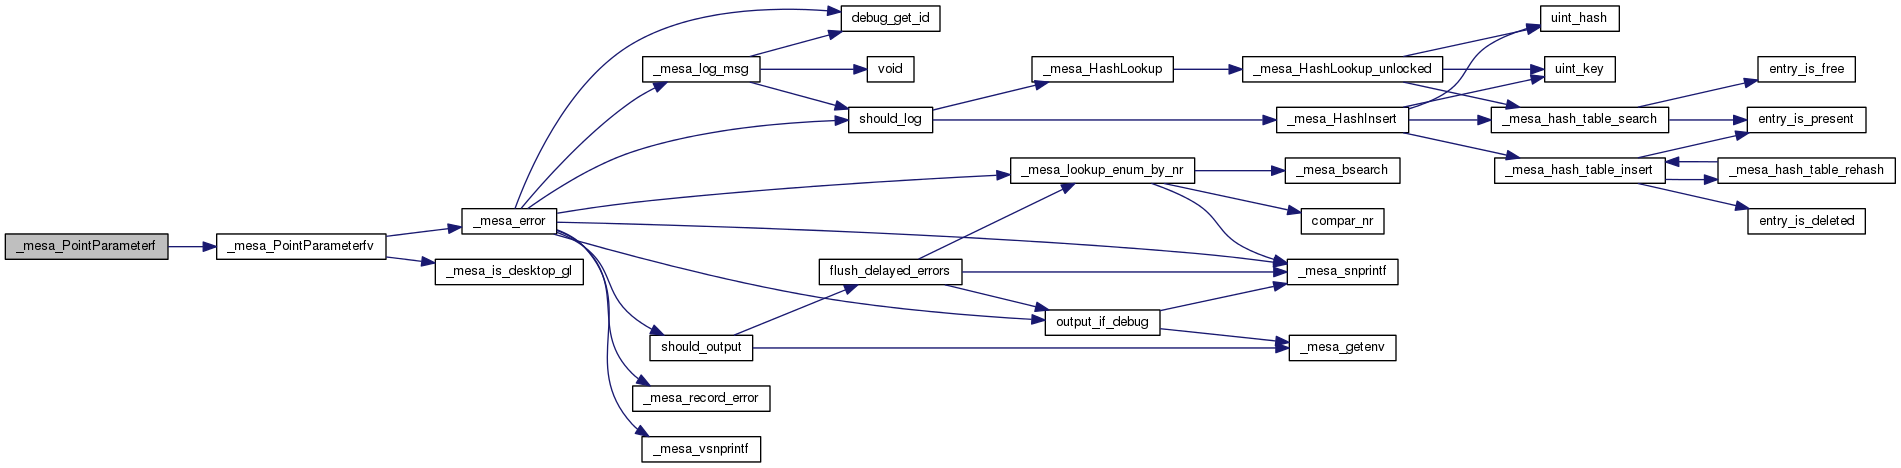 debug_get_id
uint_hash
_mesa_log_msg
void
_mesa_HashLookup
_mesa_HashLookup_unlocked
uint_key
entry_is_free
should_log
_mesa_HashInsert
_mesa_hash_table_search
entry_is_present
_mesa_lookup_enum_by_nr
_mesa_bsearch
_mesa_hash_table_insert
_mesa_hash_table_rehash
_mesa_error
compar_nr
entry_is_deleted
_mesa_PointParameterf
_mesa_PointParameterfv
_mesa_is_desktop_gl
flush_delayed_errors
_mesa_snprintf
output_if_debug
should_output
_mesa_getenv
_mesa_record_error
_mesa_vsnprintf